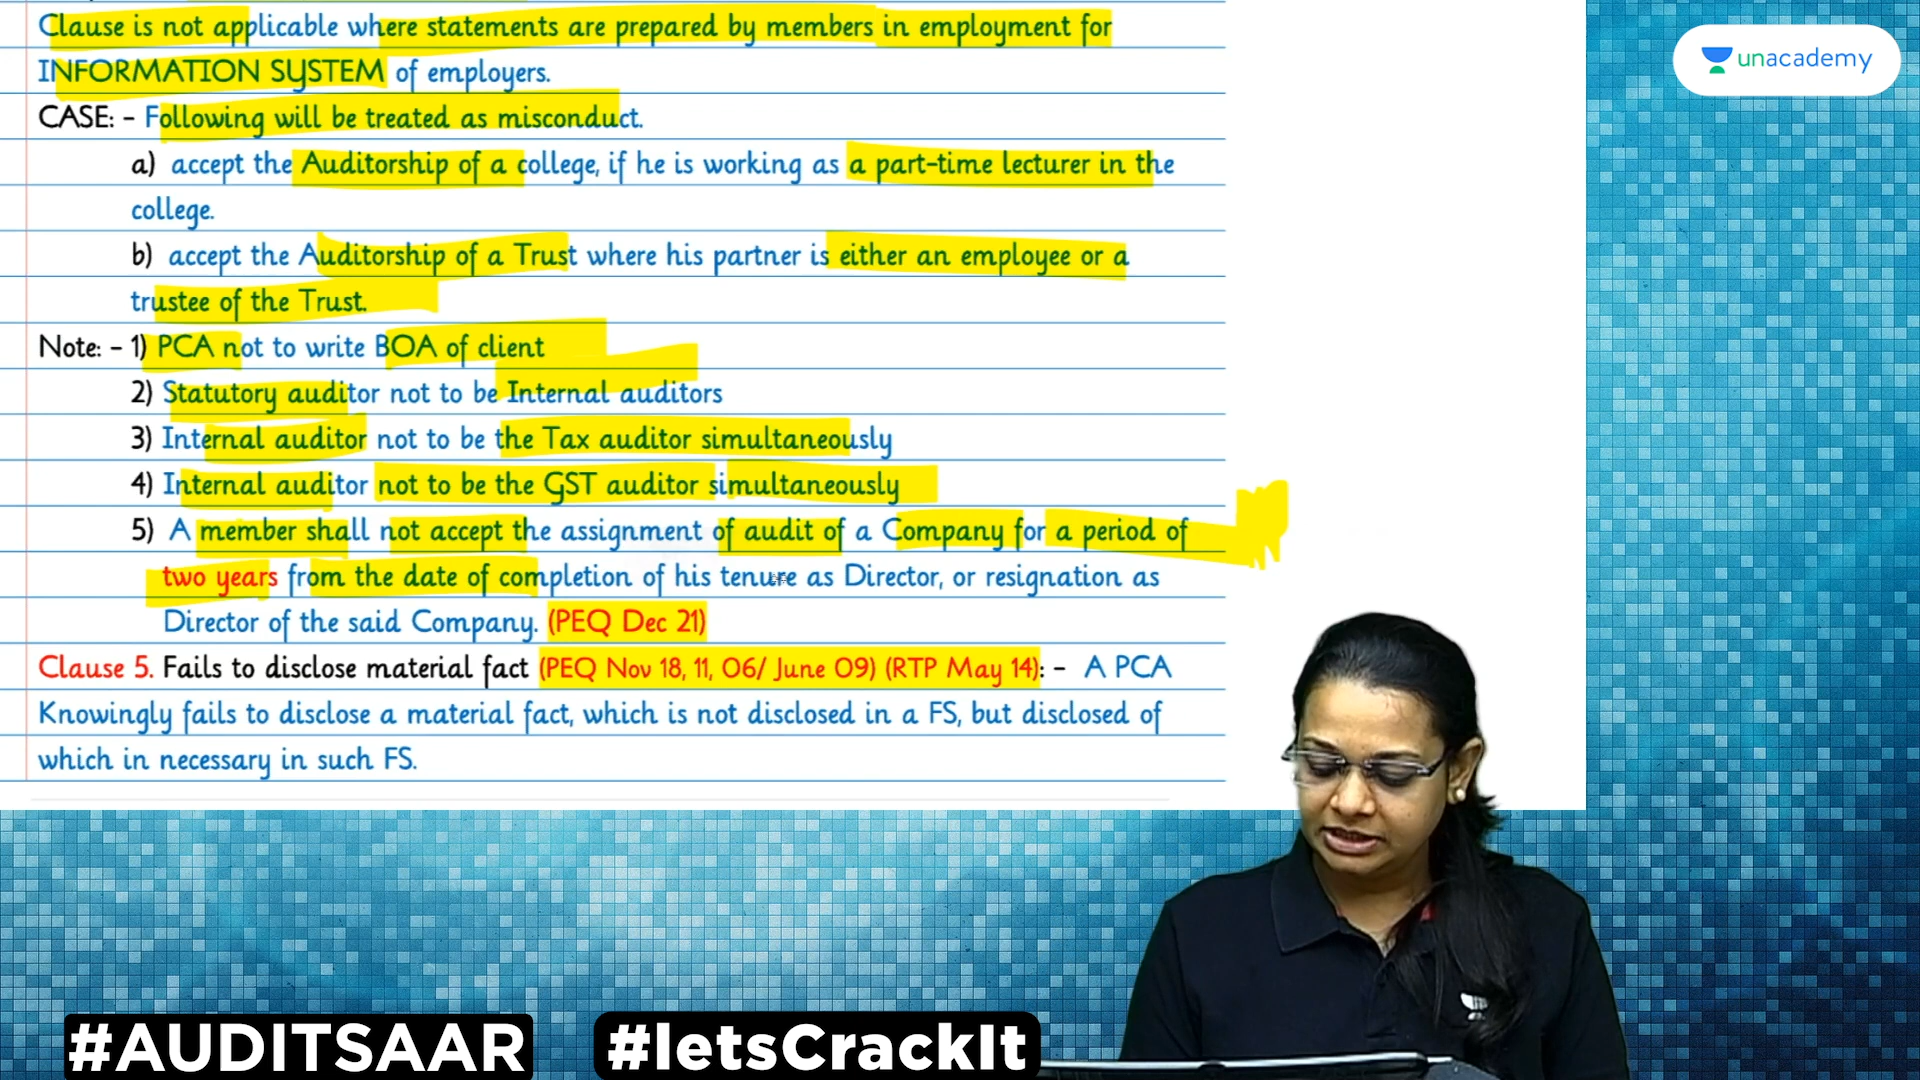 Clause is not applicable where statements are prepared by members in employment for
INFORMATION SYSTEM of employers.
unacademy
CASE: - Following will be treated as misconduct.
a) accept the Auditorship of a college, if he is working as a part-time lecturer in the
college.
b) accept the Auditorship of a Trust where his partner is either an employee or a
trustee of the Trust.
Note: - 1) PCA not to write BOA of client
2) Statutory auditor not to be Internal auditors
3) Internal auditor not to be the Tax auditor simultaneously
4) Internal auditor not to be the GST auditor simultaneously
5) A member shall not accept the assignment of audit of a Company for a period of
two years from the date of completion of his tenure as Director, or resignation as
Director of the said Company. (PEQ Dec 21)
Clause 5. Fails to disclose material fact (PEQ Nov 18, 11, 06/ June 09) (RTP May 14): - A PCA
Knowingly fails to disclose a material fact, which is not disclosed in a FS, but disclosed of
which in necessary in such FS.
#AUDITSAAR
#letsCrackIt